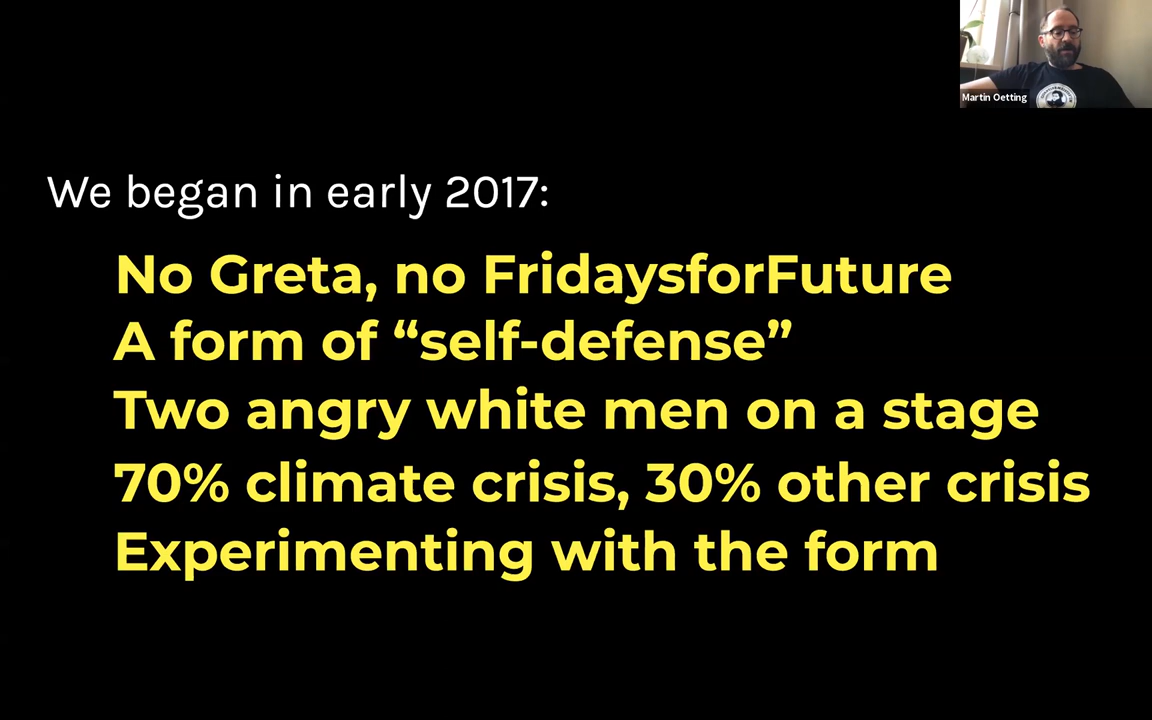 Martin Oetting
We began in early 2017:
No Greta, no FridaysforFuture
A form of “self-defense”
Two angry white men on a stage
70% climate crisis, 30% other crisis
Experimenting with the form